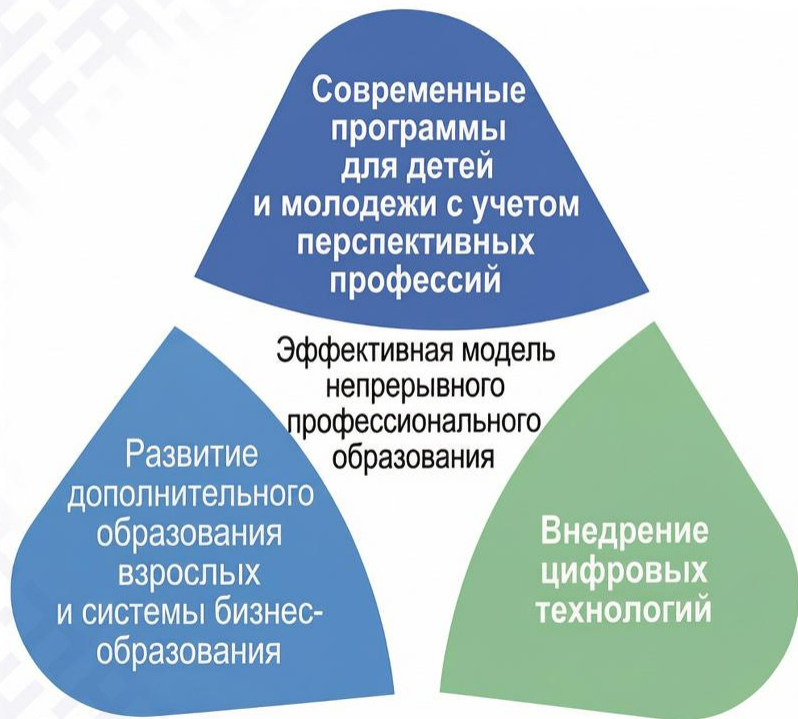 Современные
программы
для детей
и молодежи с учетом
перспективных
профессий
Эффективная модель
непрерывного
профессионального
образования
Развитие
дополнительного
образования
взрослых
и системы бизнес-
образования
Внедрение
цифровых
технологий